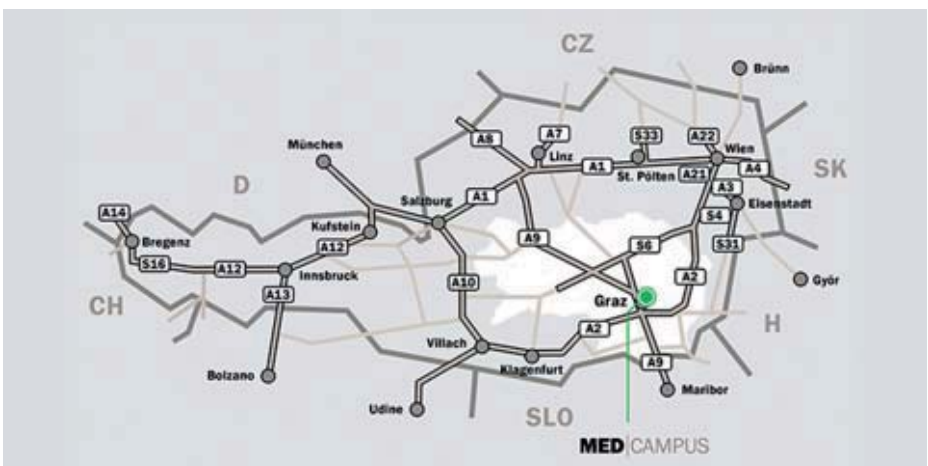 CZ
Brünn
A8
A7
S33
A22
München
Linz
Wien
A1
St. Pölten
A21
A4
SK
D
A3
Salzburg
A1
Eisenstadt
A14
S4
Kufstein
Bregenz
A12
A9
S6
S31
S16
A12
Innsbruck
A10
A2
Györ
CH
A13
Graz
H
A2
Villach
Klagenfurt
A9
Bolzano
Maribor
Udine
SLO
MED CAMPUS